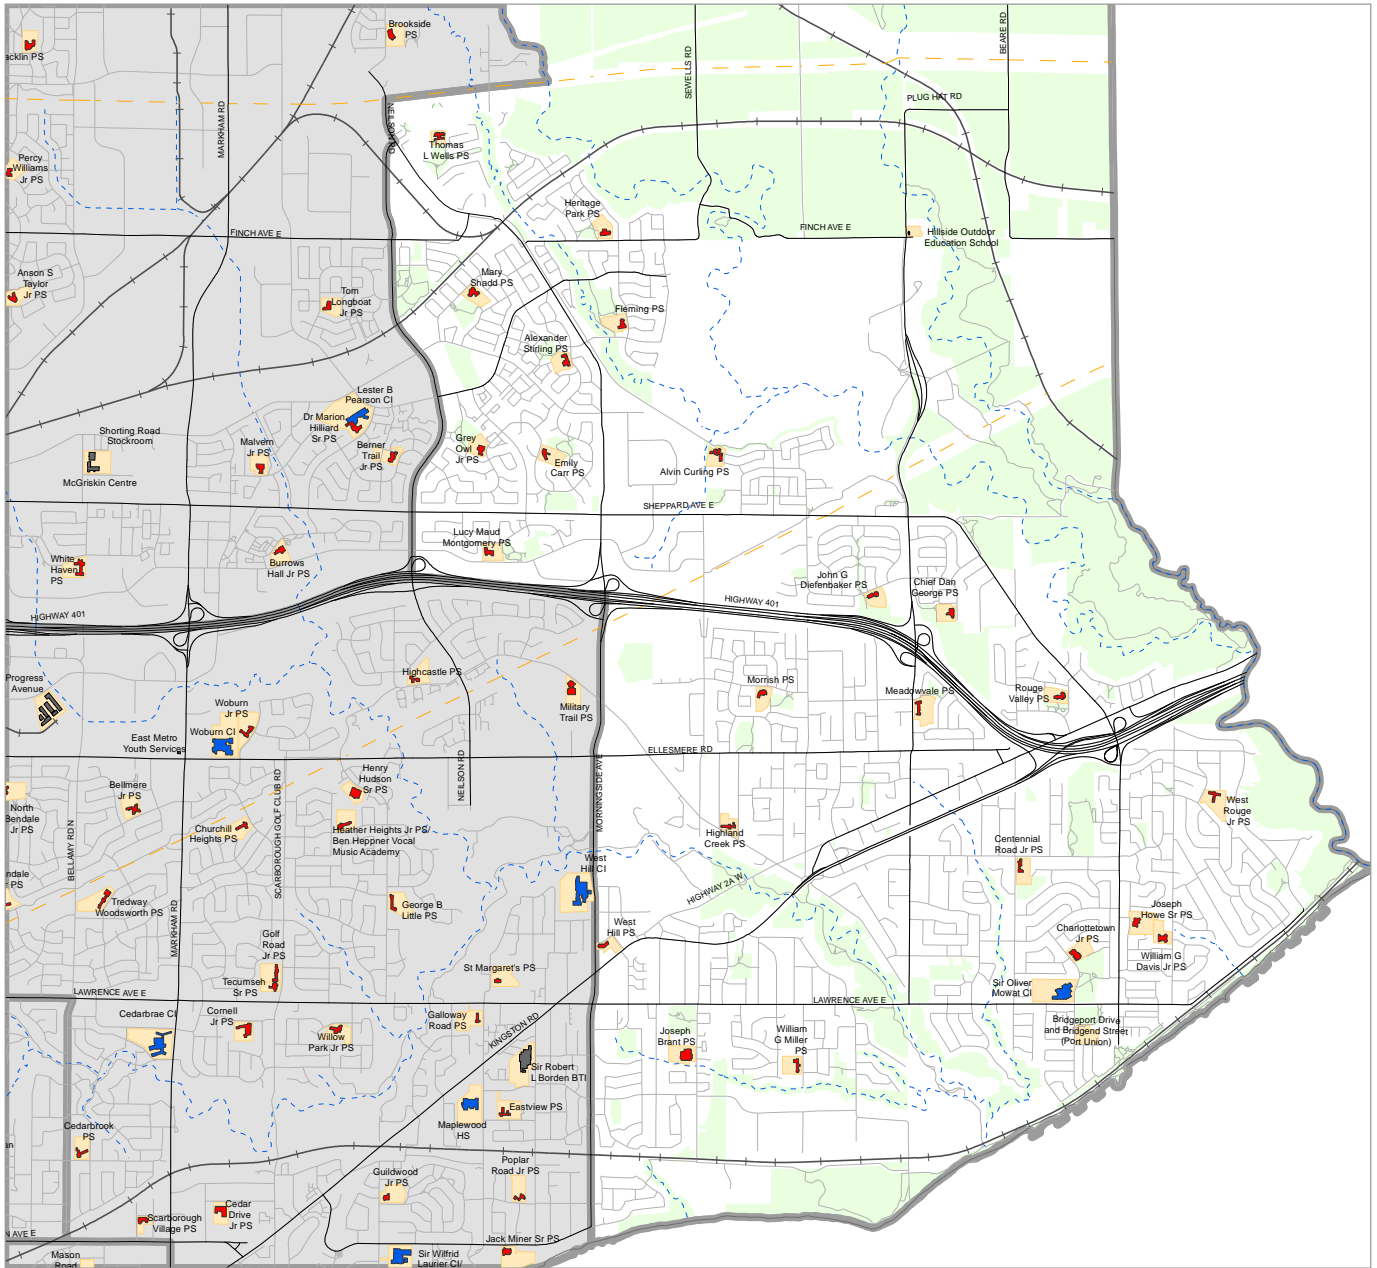 Brookside
PS
acklin PS
MARKHAM RD
NEILSON RD
SEWELLS RD
BEARE RD
PLUG HAT RD
Thomas
L Wells PS
Percy
Williams
Jr PS
Heritage
Park PS
FINCH AVE E
FINCH AVE E
Hillside Outdoor
Education School
Anson S
Taylor
Jr PS
Tom
Longboat
Jr PS
Mary
Shadd PS
Fleming PS
Alexander
Stirling PS
Lester B
Pearson CI
Dr Marion
Hilliard
Sr PS
Berner
Trail
Jr PS
Shorting Road
Stockroom
McGriskin Centre
Malvern
Jr PS
Grey
Owl
Jr PS
Emily
Carr PS
Alvin Curling PS
SHEPPARD AVE E
Lucy Maud
Montgomery PS
White
Haven
PS
Burrows
Hall Jr PS
John G
Diefenbaker PS
Chief Dan
George PS
HIGHWAY 401
HIGHWAY 401
Progress
Avenue
Highcastle PS
Military
Trail PS
Morrish PS
Meadowvale PS
Rouge
Valley PS
Woburn
Jr PS
Woburn CI
East Metro
Youth Services
ELLESMERE RD
NEILSON RD
MORNINGSIDE AVE
SCARBOROUGH GOLF CLUB RD
BELLAMY RD N
North
Bendale
Jr PS
Bellmere
Jr PS
Henry
Hudson
Sr PS
Churchill
Heights PS
Heather Heights Jr PS/
Ben Heppner Vocal
Music Academy
Highland
Creek PS
West
Rouge
Jr PS
Centennial
Road Jr PS
West
Hill CI
ndale
PS
HIGHWAY 2A W
Tredway
Woodsworth PS
MARKHAM RD
George B
Little PS
West
Hill PS
Joseph
Howe Sr PS
Charlottetown
Jr PS
William G
Davis Jr PS
Golf
Road
Jr PS
Tecumseh
Sr PS
St Margaret's PS
Sir Oliver
Mowat CI
LAWRENCE AVE E
LAWRENCE AVE E
Cedarbrae CI
Cornell
Jr PS
Willow
Park Jr PS
Galloway
Road PS
KINGSTON RD
Joseph
Brant PS
William
G Miller
PS
Bridgeport Drive
and Bridgend Street
(Port Union)
Sir Robert
L Borden BTI
Eastview PS
Maplewood
HS
Cedarbrook
PS
an
Guildwood
Jr PS
Poplar
Road Jr PS
Cedar
Drive
Jr PS
Scarborough
Village PS
N AVE E
Jack Miner Sr PS
Mason
Road
Sir Wilfrid
Laurier CI/